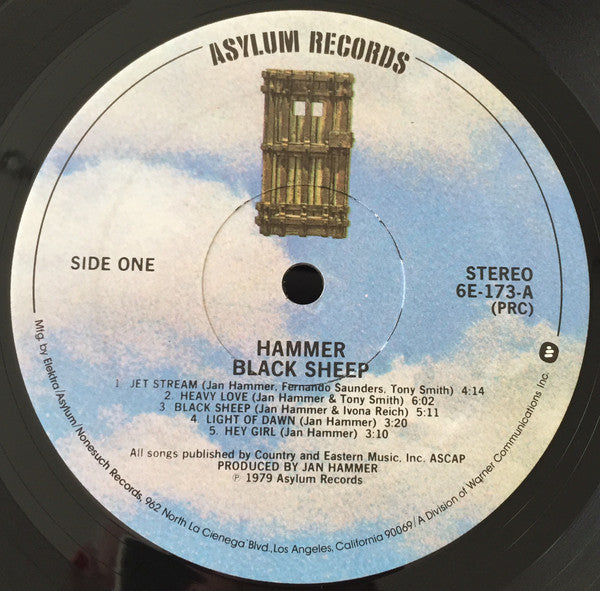 ASYLUM RECORDS
SIDE ONE
STEREO
6E-173-A
(PRC)
HAMMER
BLACK SHEEP
1 JET STREAM (Jan Hammer, Fernando Saunders, Tony Smith) 4:14
2. HEAVY LOVE (Jan Hammer & Tony Smith) 6:02
3 BLACK SHEEP (Jan Hammer & Ivona Reich) 5:11
4. LIGHT OF DAWN (Jan Hammer) 3:20
5. HEY GIRL (Jan Hammer) 3:10
All songs published by Country and Eastern Music, Inc. ASCAP
PRODUCED BY JAN HAMMER
℗ 1979 Asylum Records
Mfg. by Elektra/Asylum/Nonesuch Records, 962 North La Cienega Blvd., Los Angeles, California 90069/A Division of Warner Communications Inc.